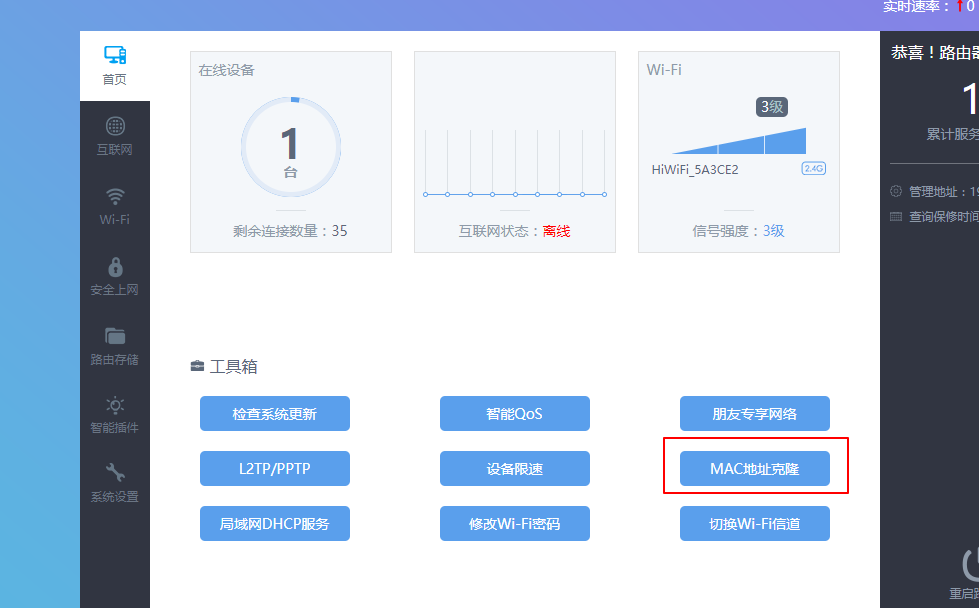 实时速率：↑0
首页
互联网
Wi-Fi
安全上网
路由存储
智能插件
系统设置
在线设备
1
台
剩余连接数量：35
互联网状态：离线
Wi-Fi
3级
HiWiFi_5A3CE2
2.4G
信号强度：3级
工具箱
检查系统更新
智能QoS
朋友专享网络
L2TP/PPTP
设备限速
MAC地址克隆
局域网DHCP服务
修改Wi-Fi密码
切换Wi-Fi信道
恭喜！路由器
1
累计服务
管理地址：19
查询保修时间
重启路